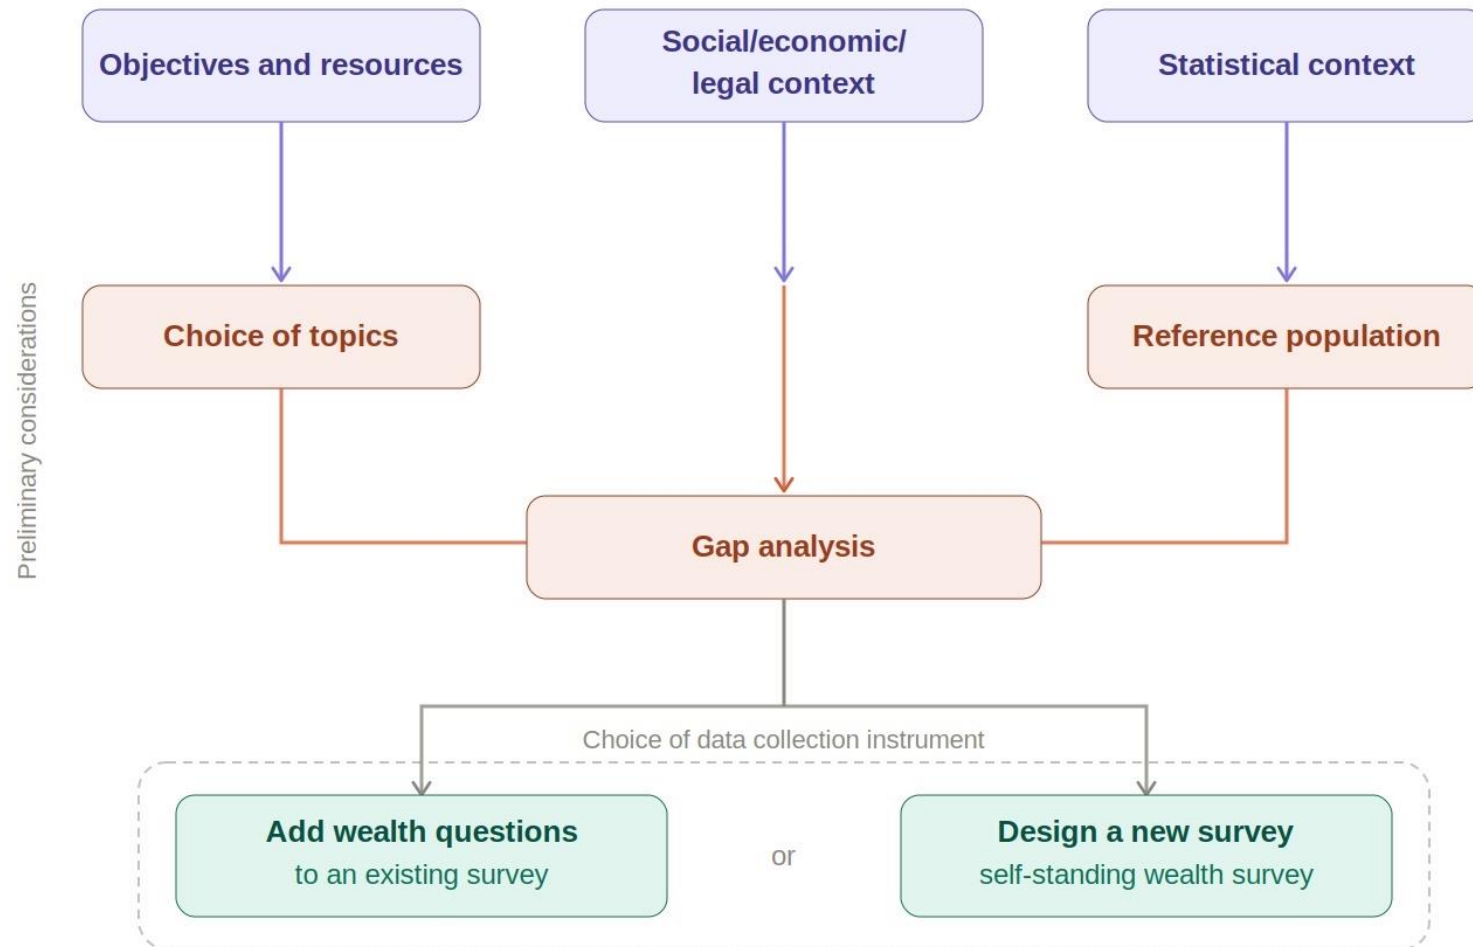 Objectives and resources
Social/economic/
legal context
Statistical context
Preliminary considerations
Choice of topics
Reference population
Gap analysis
Choice of data collection instrument
Add wealth questions
to an existing survey
or
Design a new survey
self-standing wealth survey